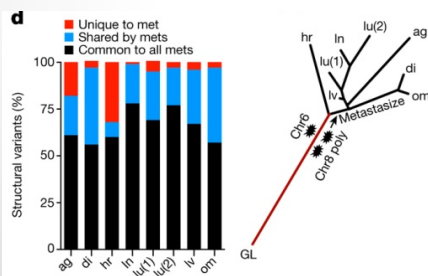 d
Unique to met
Shared by mets
Common to all mets
Structural variants (%)
100
75
50
25
0
ag
di
hr
ln
lu(1)
lu(2)
lv
om
hr
ln
lu(2)
ag
lu(1)
di
lv
om
Metastasize
Chr6
Chr8 poly
GL